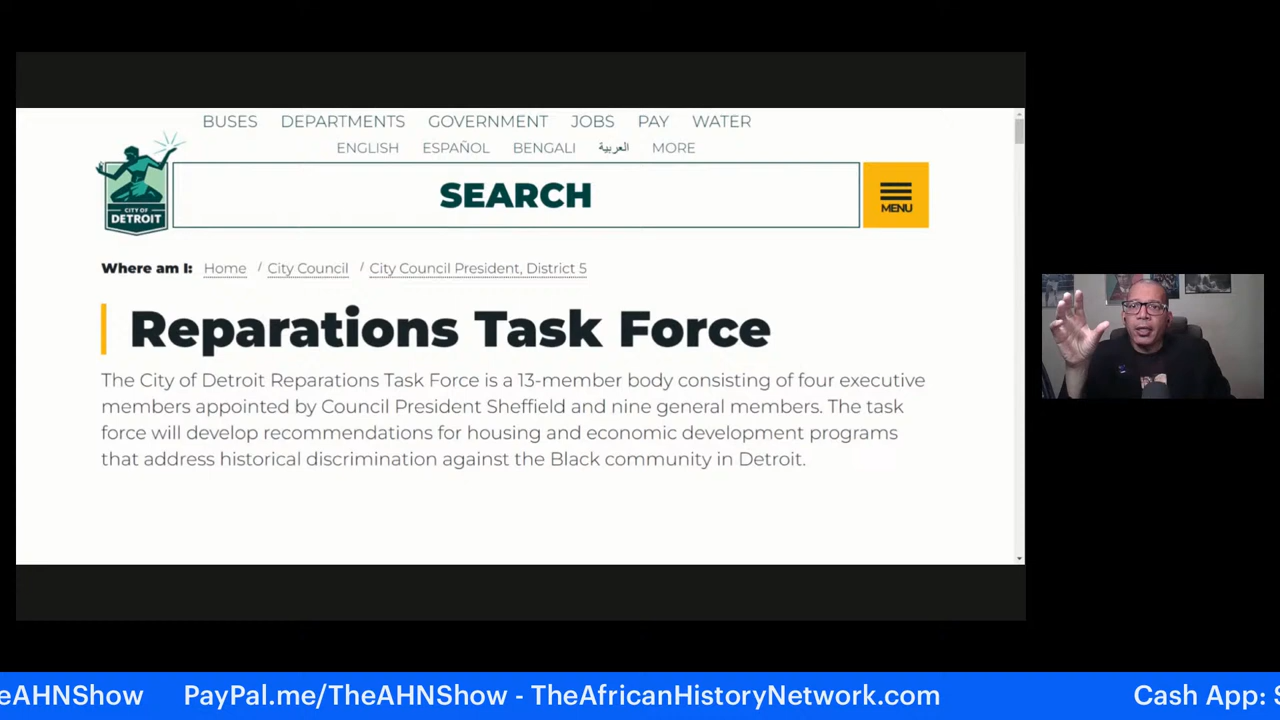 BUSES DEPARTMENTS GOVERNMENT JOBS PAY WATER
ENGLISH ESPAÑOL BENGALI العربية MORE
CITY OF
DETROIT
SEARCH
MENU
Where am I: Home / City Council / City Council President, District 5
Reparations Task Force
The City of Detroit Reparations Task Force is a 13-member body consisting of four executive
members appointed by Council President Sheffield and nine general members. The task
force will develop recommendations for housing and economic development programs
that address historical discrimination against the Black community in Detroit.
eAHNShow PayPal.me/TheAHNShow - TheAfricanHistoryNetwork.com Cash App: S